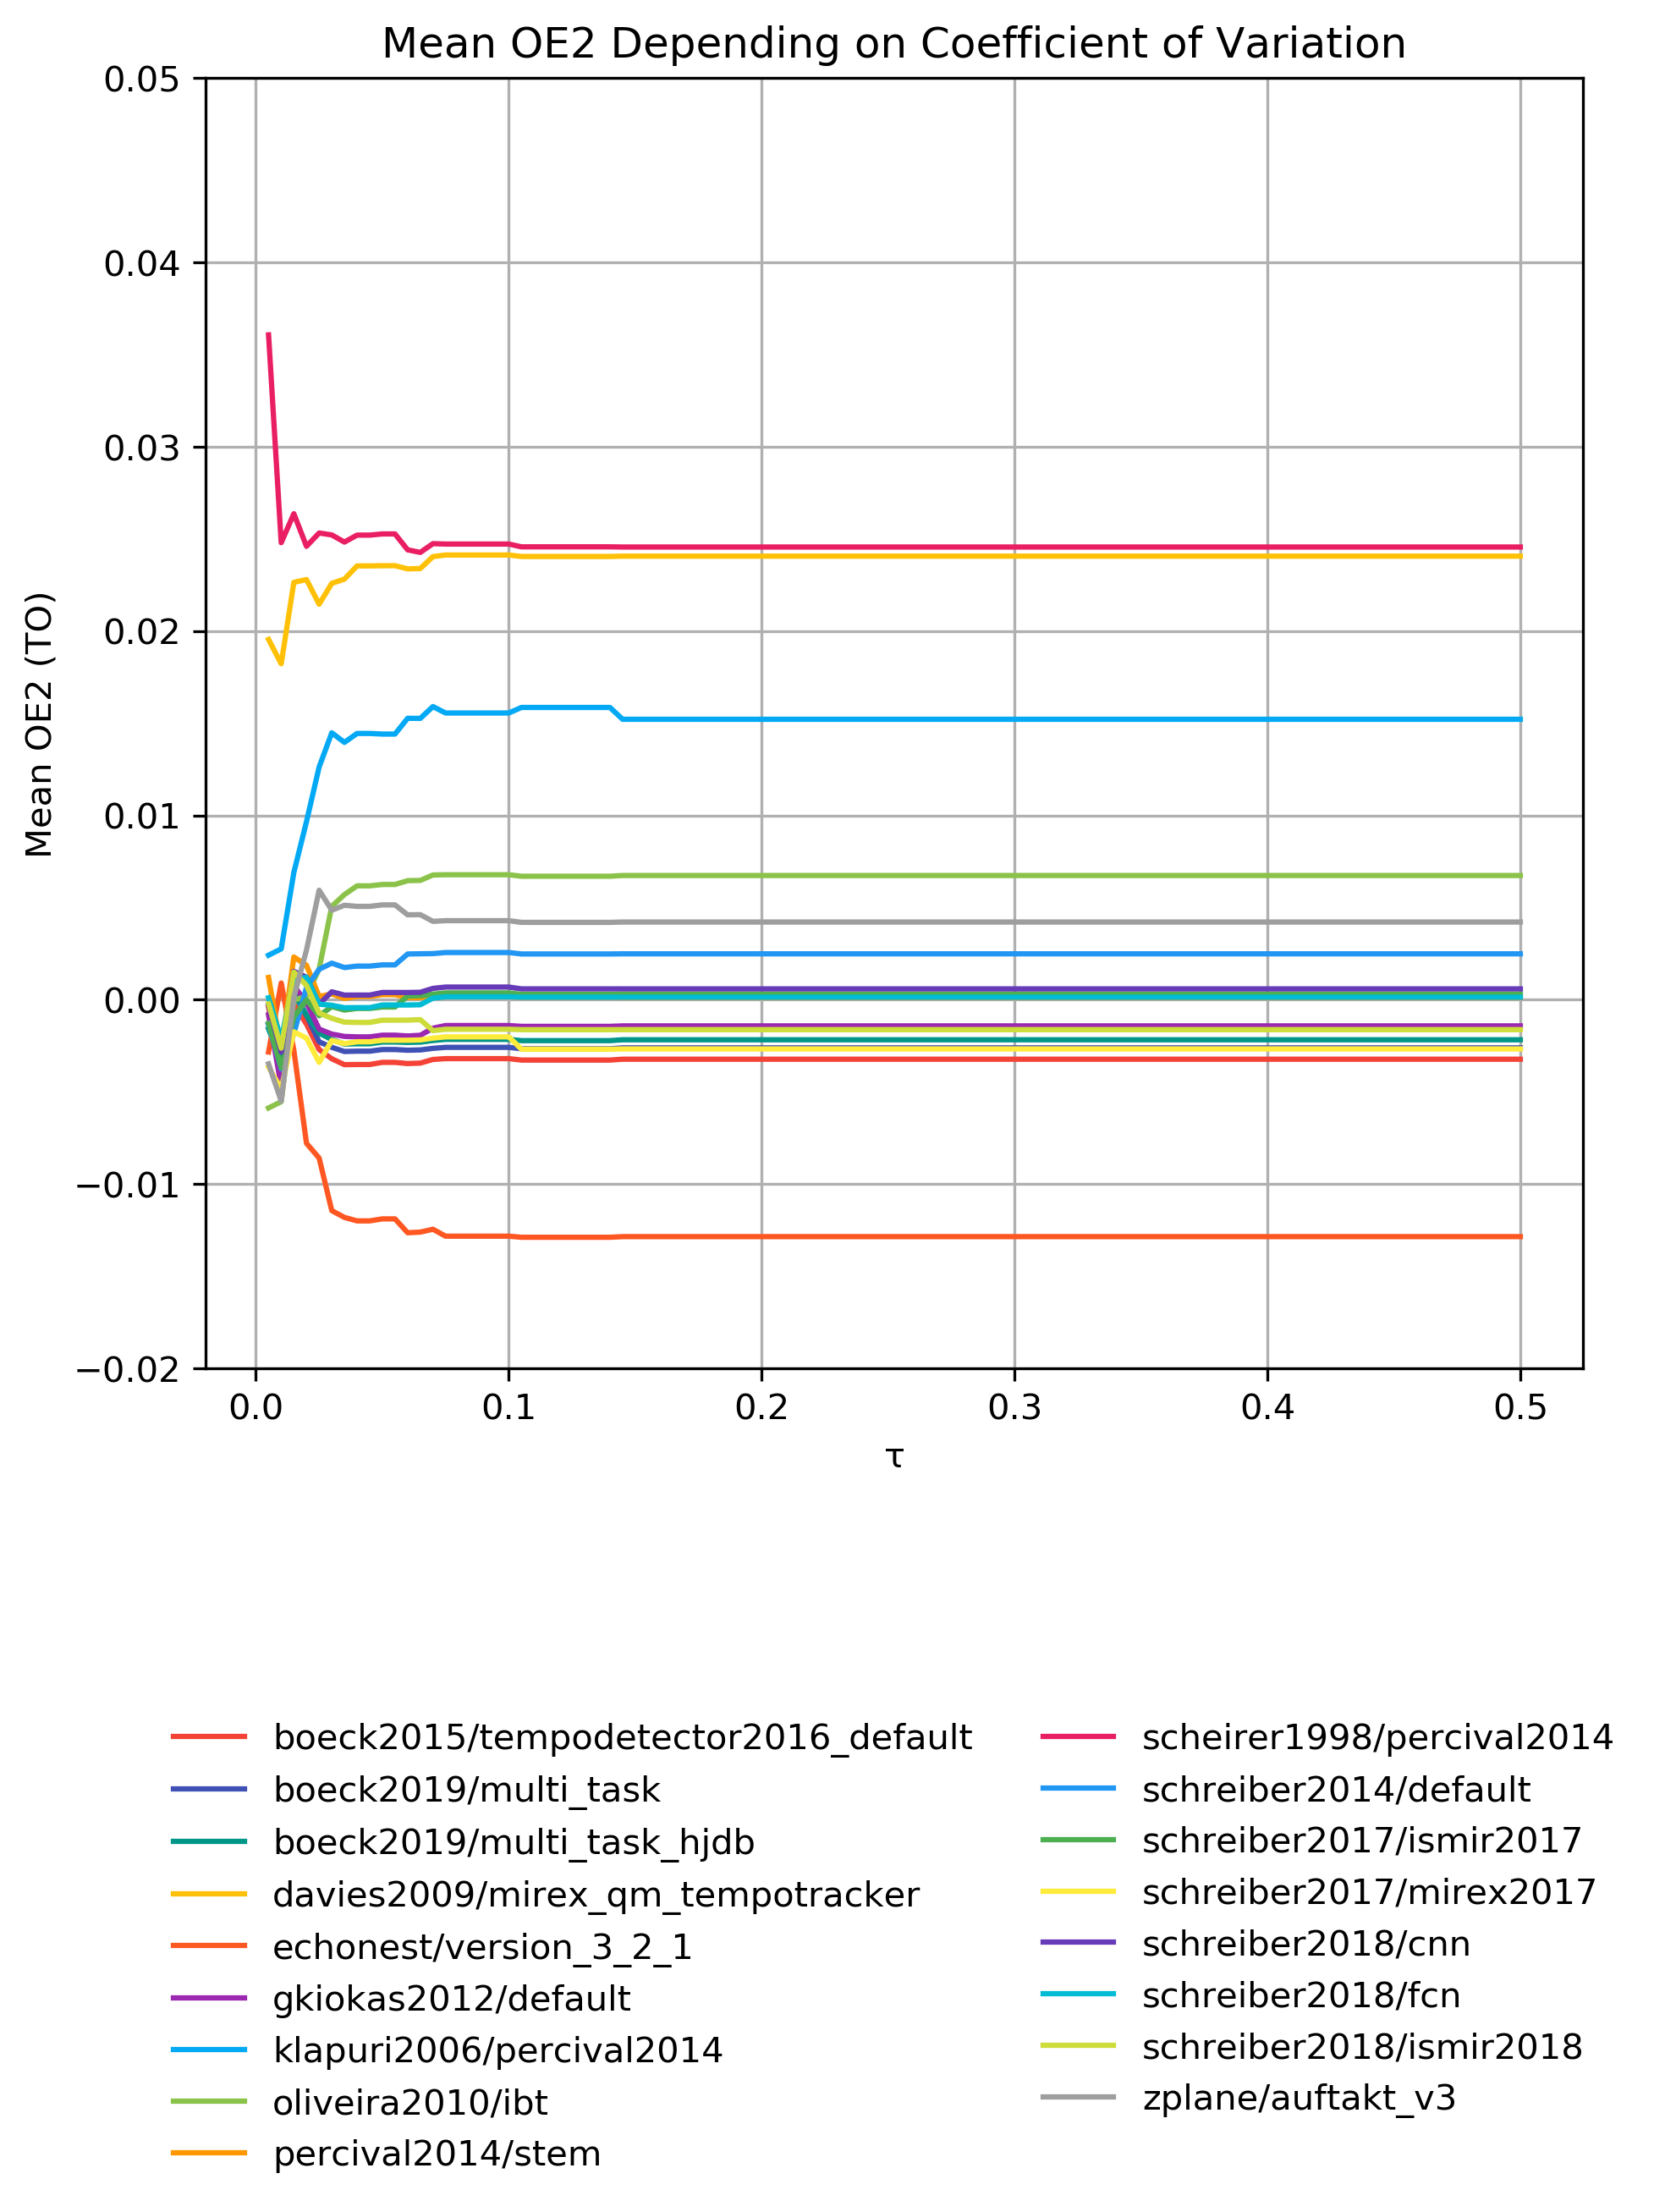 Mean OE2 Depending on Coefficient of Variation
0.05
0.04
0.03
0.02
0.01
0.00
−0.01
−0.02
Mean OE2 (TO)
0.0 0.1 0.2 0.3 0.4 0.5
τ
boeck2015/tempodetector2016_default
boeck2019/multi_task
boeck2019/multi_task_hjdb
davies2009/mirex_qm_tempotracker
echonest/version_3_2_1
gkiokas2012/default
klapuri2006/percival2014
oliveira2010/ibt
percival2014/stem
scheirer1998/percival2014
schreiber2014/default
schreiber2017/ismir2017
schreiber2017/mirex2017
schreiber2018/cnn
schreiber2018/fcn
schreiber2018/ismir2018
zplane/auftakt_v3